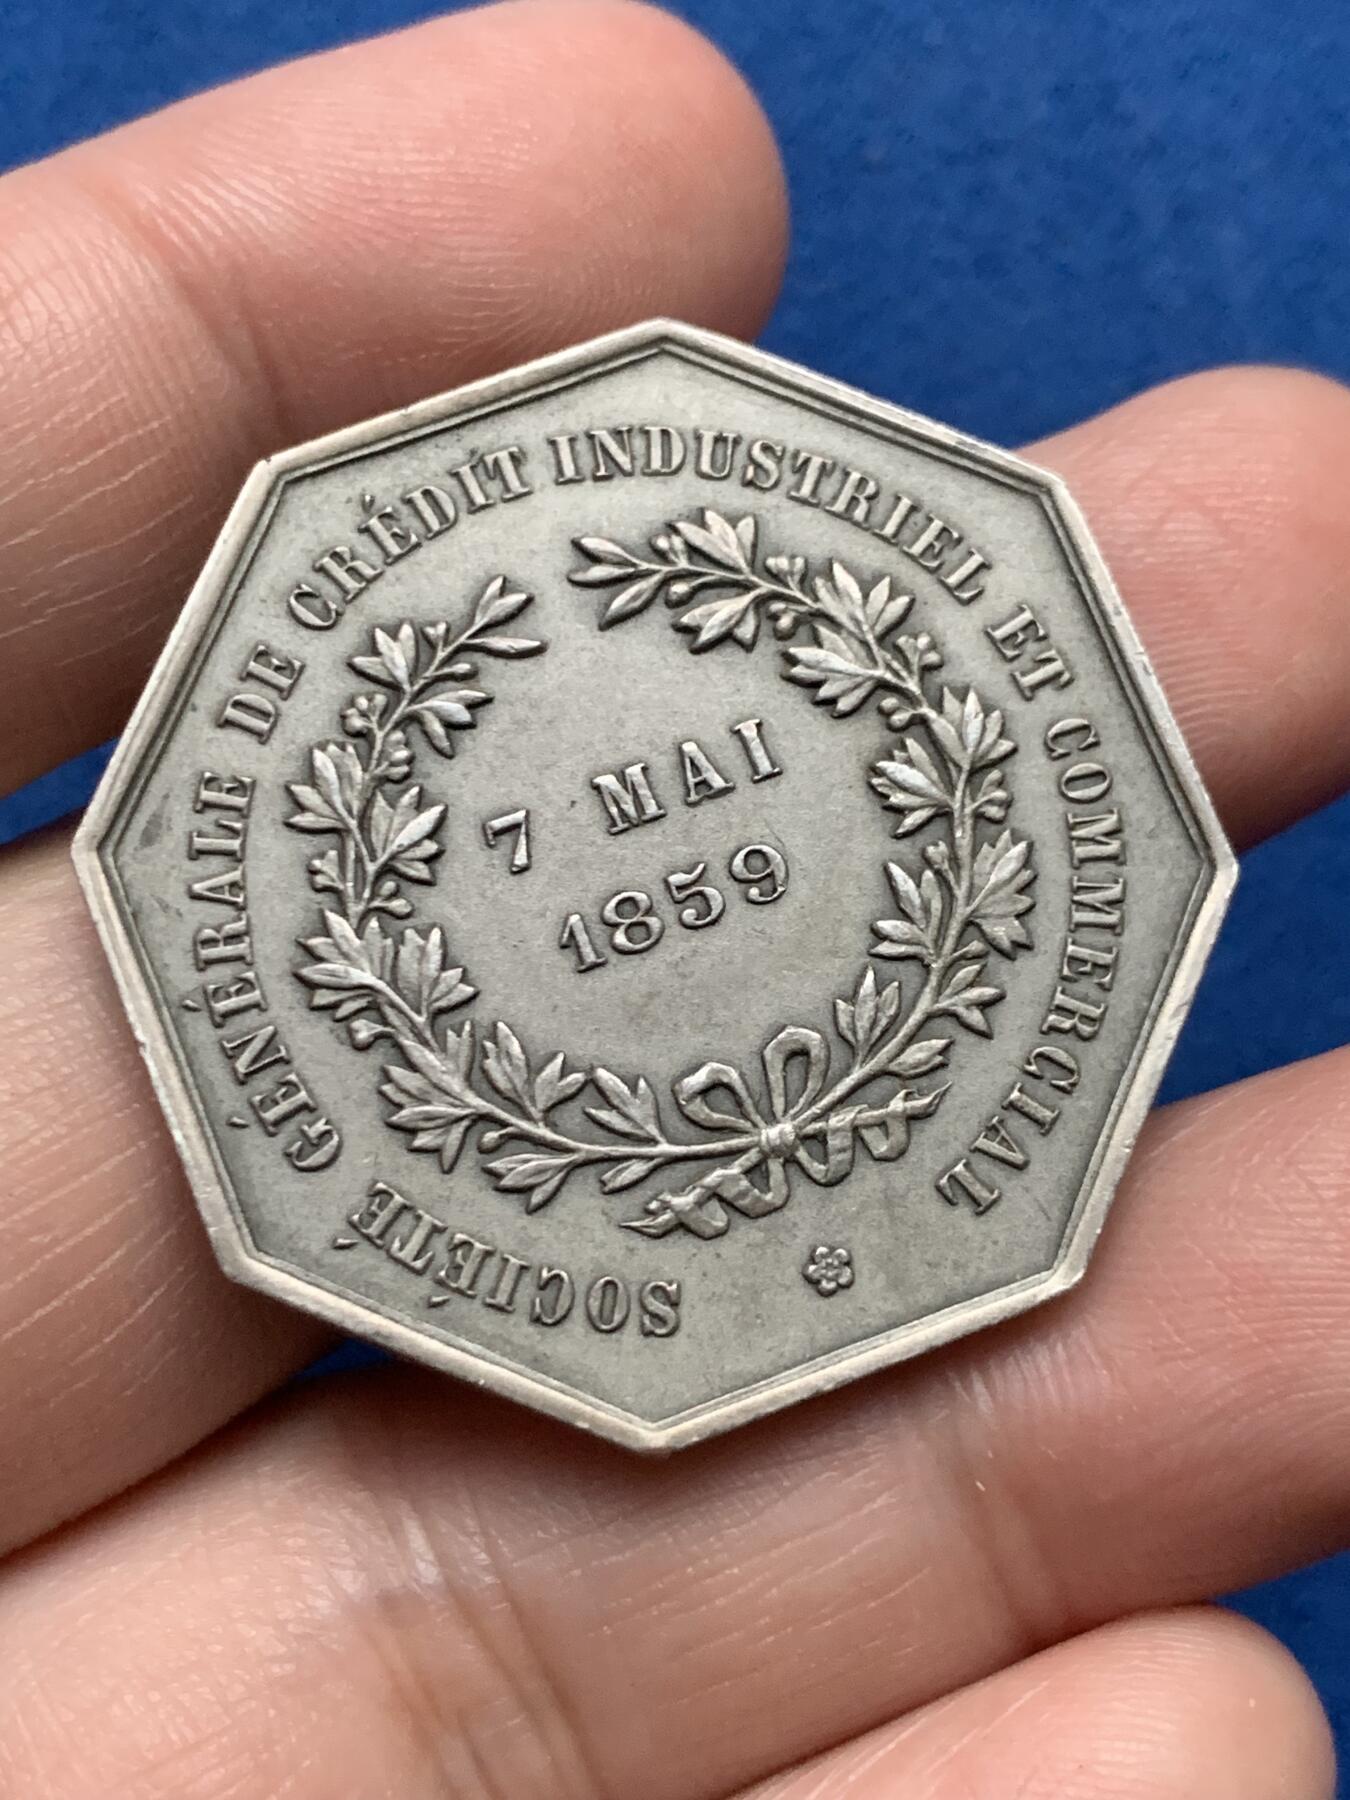 SOCIÉTÉ GÉNÉRALE DE CRÉDIT INDUSTRIEL ET COMMERCIAL
7 MAI
1859